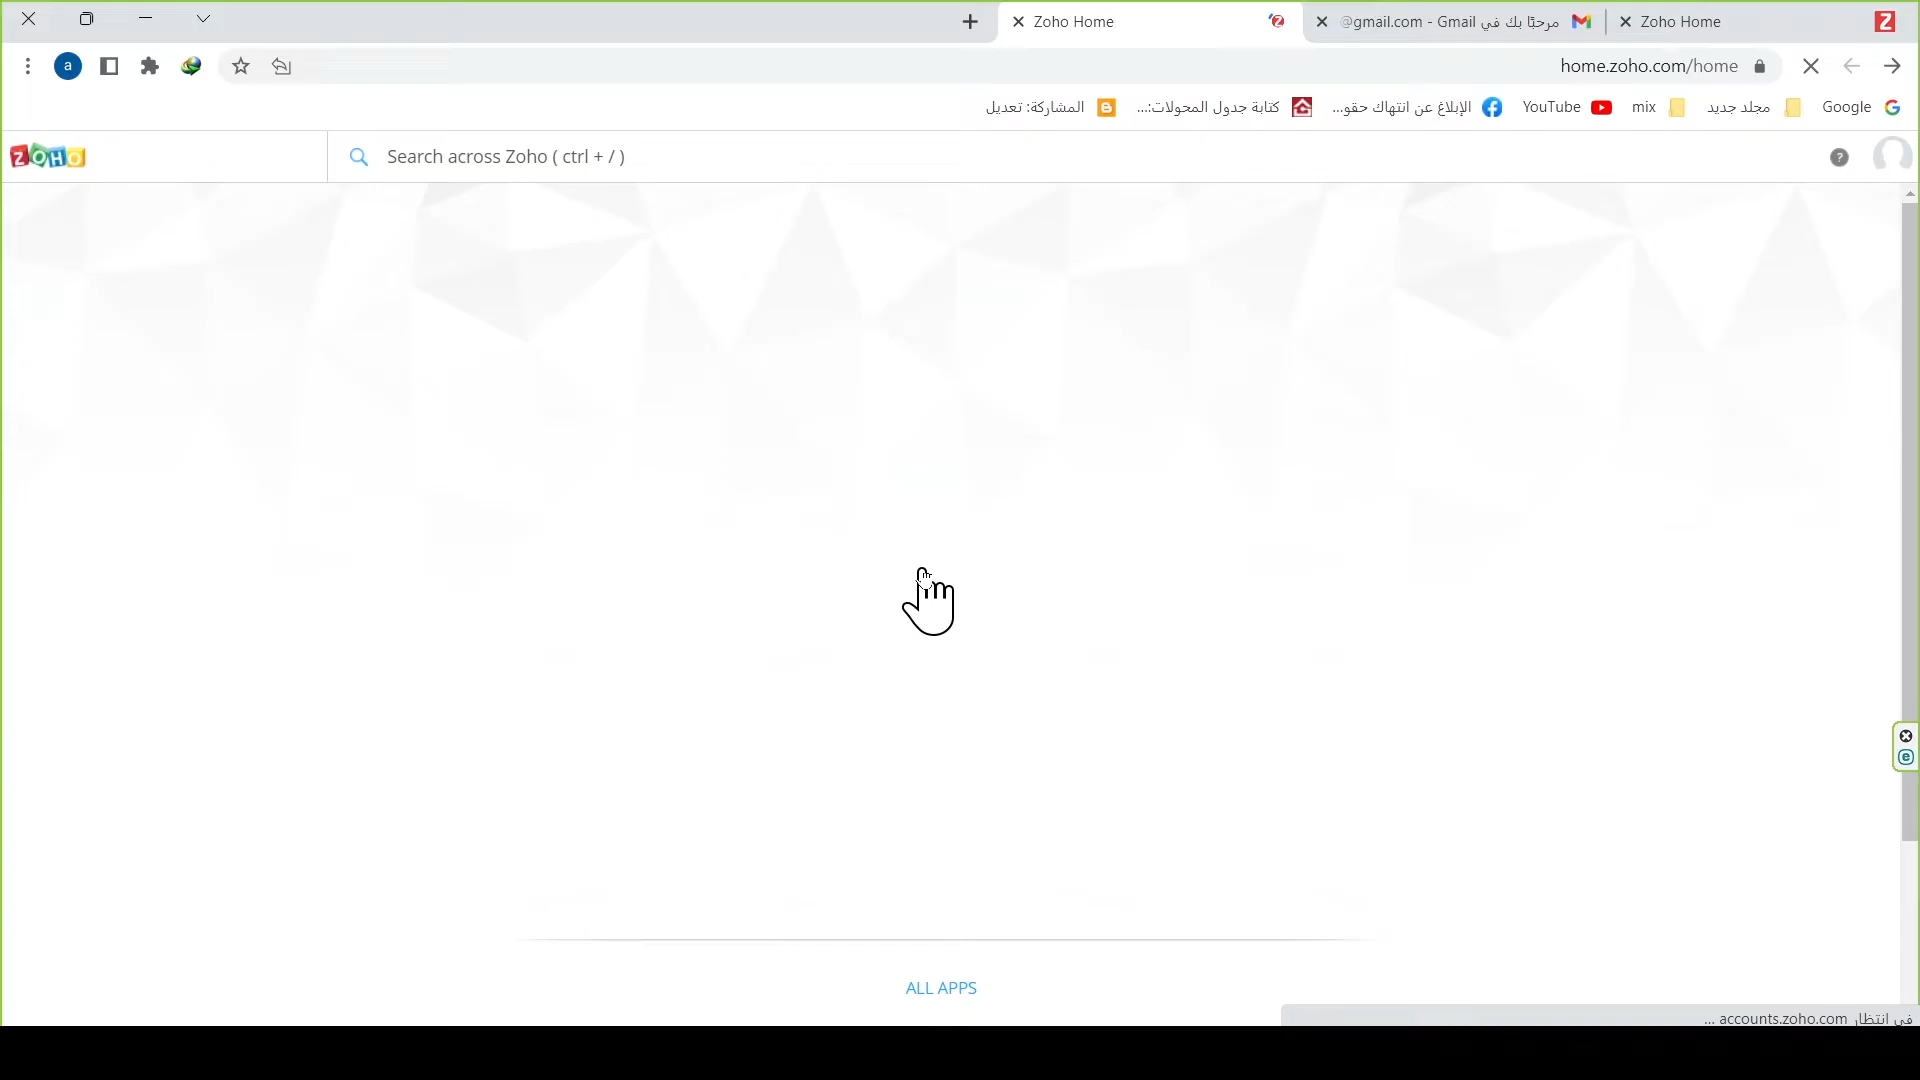 Zoho Home
مرحبًا بك في Gmail - @gmail.com
Zoho Home
a
home.zoho.com/home
Google
مجلد جديد
mix
YouTube
الإبلاغ عن انتهاك حقو...
كتابة جدول المحولات:...
المشاركة: تعديل
ZOHO
Search across Zoho ( ctrl + / )
ALL APPS
في انتظار accounts.zoho.com ...